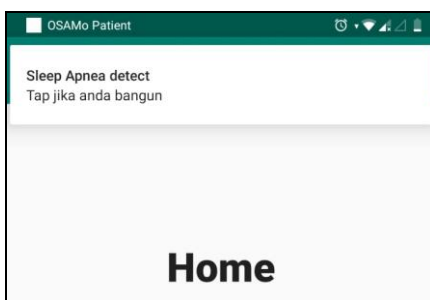 OSAMo Patient
Sleep Apnea detect
Tap jika anda bangun
Home